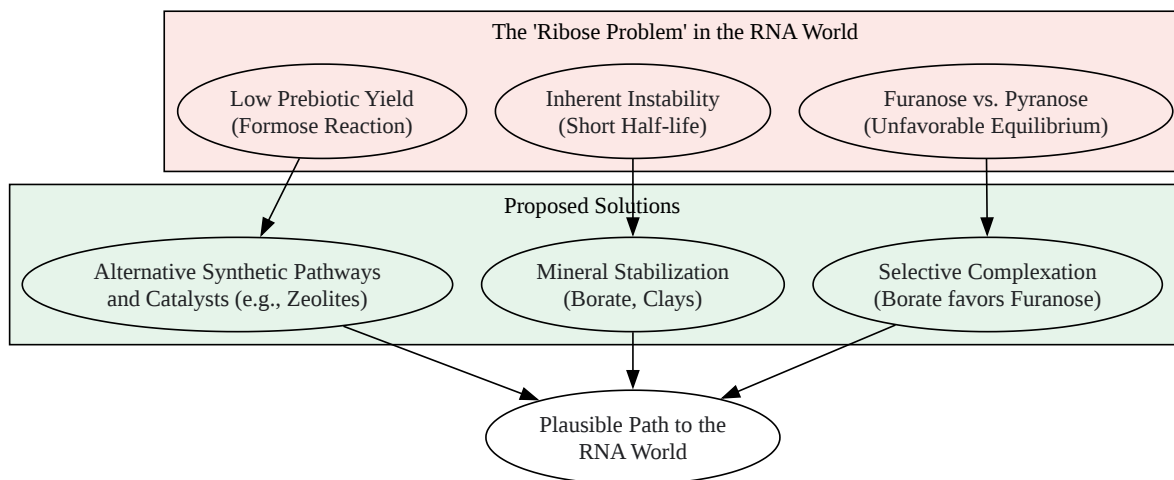 The 'Ribose Problem' in the RNA World
Low Prebiotic Yield
(Formose Reaction)
Inherent Instability
(Short Half-life)
Furanose vs. Pyranose
(Unfavorable Equilibrium)
Proposed Solutions
Alternative Synthetic Pathways
and Catalysts (e.g., Zeolites)
Mineral Stabilization
(Borate, Clays)
Selective Complexation
(Borate favors Furanose)
Plausible Path to the
RNA World